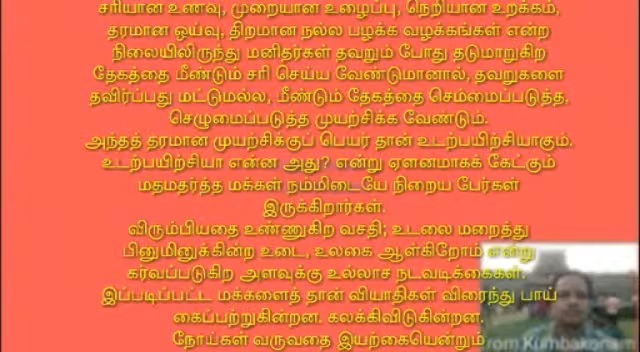 சரியான உணவு, முறையான உழைப்பு, நெறியான உறக்கம்,
தரமான ஓய்வு, திறமான நல்ல பழக்க வழக்கங்கள் என்ற
நிலையிலிருந்து மனிதர்கள் தவறும் போது தடுமாறுகிற
தேகத்தை மீண்டும் சரி செய்ய வேண்டுமானால், தவறுகளை
தவிர்ப்பது மட்டுமல்ல, மீண்டும் தேகத்தை செம்மைப்படுத்த,
செழுமைப்படுத்த முயற்சிக்க வேண்டும்.
அந்தத் தரமான முயற்சிக்குப் பெயர் தான் உடற்பயிற்சியாகும்.
உடற்பயிற்சியா என்ன அது? என்று ஏளனமாகக் கேட்கும்
மதமதர்த்த மக்கள் நம்மிடையே நிறைய பேர்கள்
இருக்கிறார்கள்.
விரும்பியதை உண்ணுகிற வசதி; உடலை மறைத்து
பினுமினுக்கின்ற உடை, உலகை ஆள்கிறோம் என்று
கர்வப்படுகிற அளவுக்கு உல்லாச நடவடிக்கைகள்.
இப்படிப்பட்ட மக்களைத் தான் வியாதிகள் விரைந்து பாய்
கைப்பற்றுகின்றன. கலக்கிவிடுகின்றன.
நோய்கள் வருவதை இயற்கையென்றும்
rom Kumbakonam